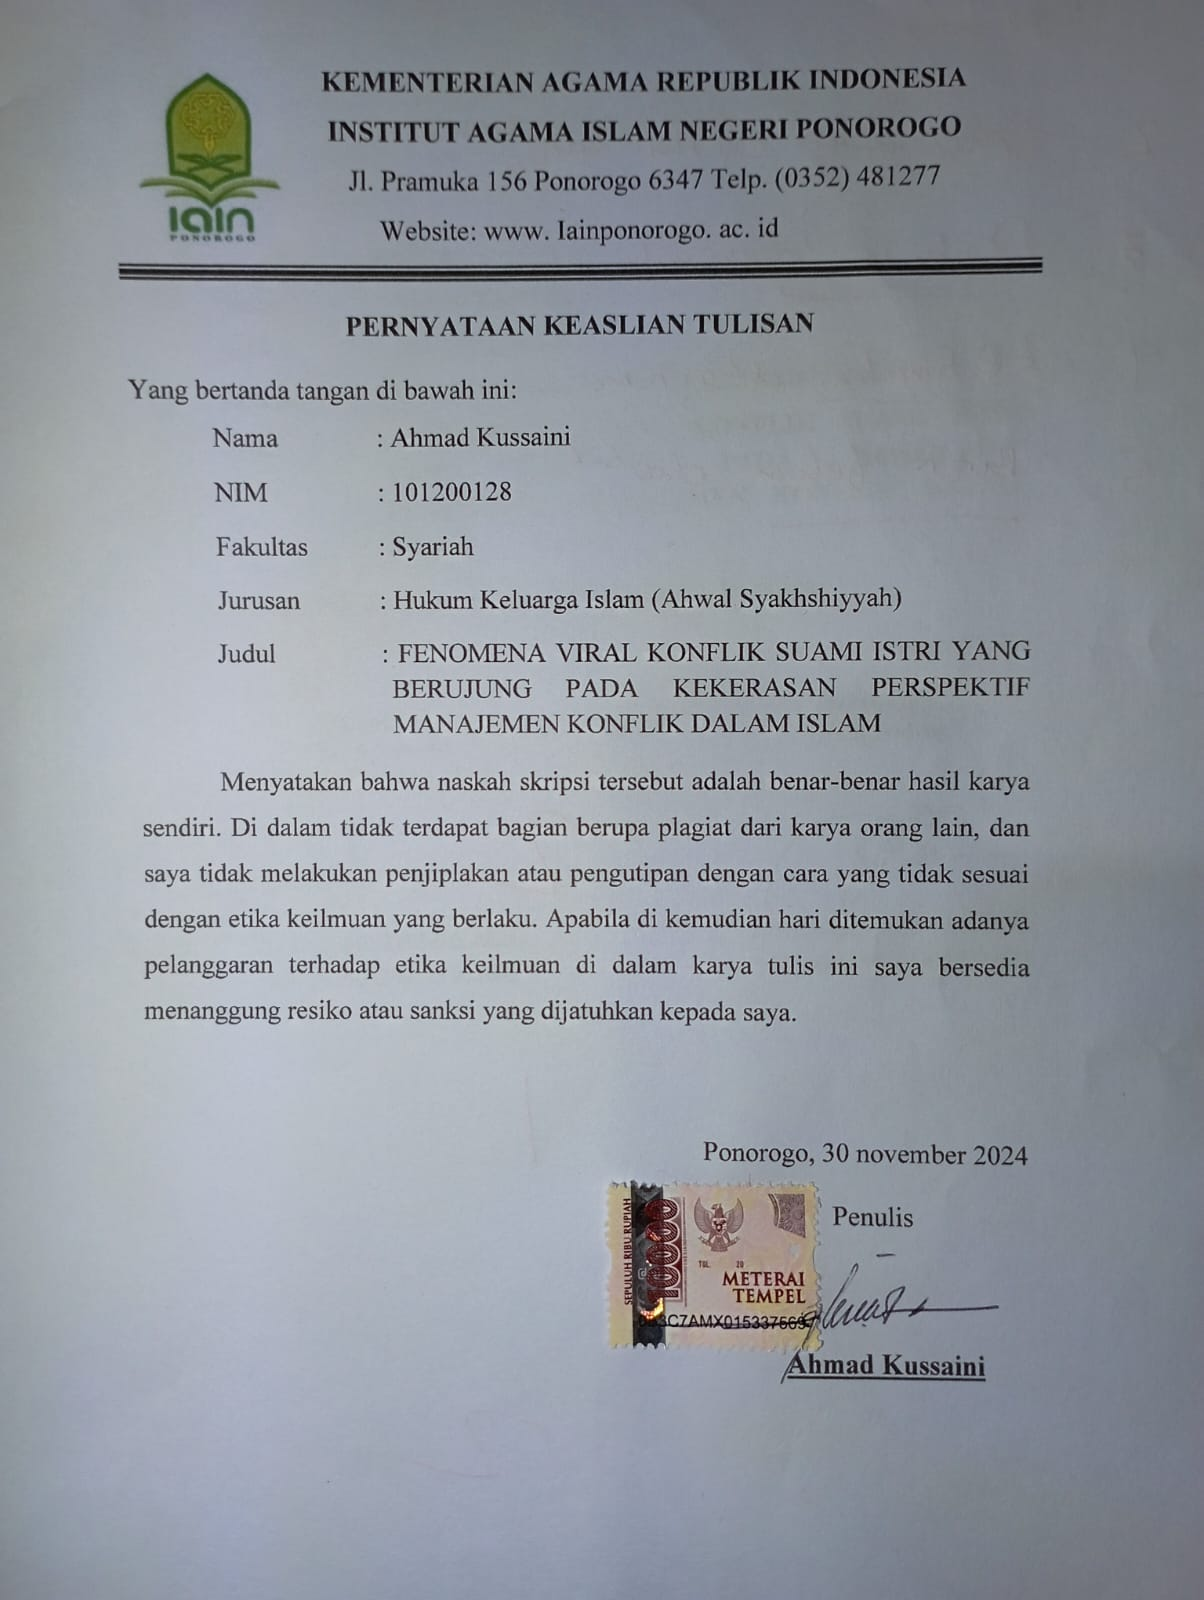 KEMENTERIAN AGAMA REPUBLIK INDONESIA
INSTITUT AGAMA ISLAM NEGERI PONOROGO
Jl. Pramuka 156 Ponorogo 6347 Telp. (0352) 481277
Website: www. Iainponorogo. ac. id
iain
PONOROGO
PERNYATAAN KEASLIAN TULISAN
Yang bertanda tangan di bawah ini:
Nama : Ahmad Kussaini
NIM : 101200128
Fakultas : Syariah
Jurusan : Hukum Keluarga Islam (Ahwal Syakhshiyyah)
Judul : FENOMENA VIRAL KONFLIK SUAMI ISTRI YANG
BERUJUNG PADA KEKERASAN PERSPEKTIF
MANAJEMEN KONFLIK DALAM ISLAM
Menyatakan bahwa naskah skripsi tersebut adalah benar-benar hasil karya
sendiri. Di dalam tidak terdapat bagian berupa plagiat dari karya orang lain, dan
saya tidak melakukan penjiplakan atau pengutipan dengan cara yang tidak sesuai
dengan etika keilmuan yang berlaku. Apabila di kemudian hari ditemukan adanya
pelanggaran terhadap etika keilmuan di dalam karya tulis ini saya bersedia
menanggung resiko atau sanksi yang dijatuhkan kepada saya.
Ponorogo, 30 november 2024
Penulis
SEPULUH RIBU RUPIAH
10000
TGL. 20
METERAI
TEMPEL
Ahmad Kussaini